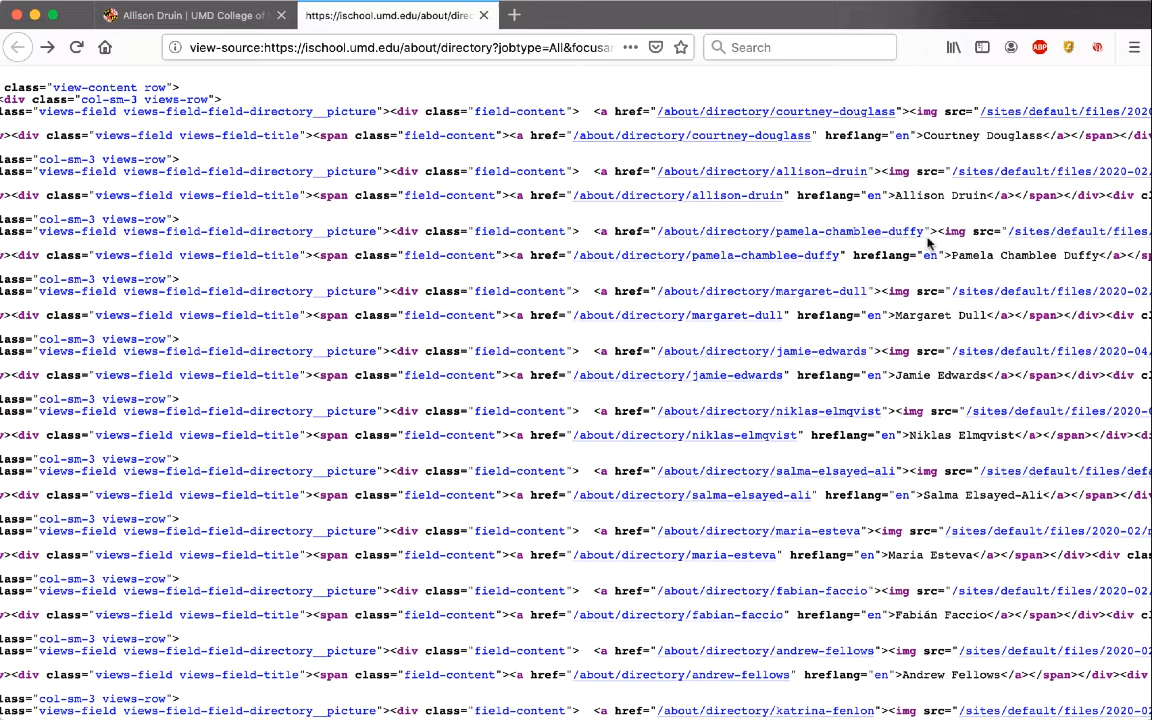 Allison Druin | UMD College of
https://ischool.umd.edu/about/direc
view-source:https://ischool.umd.edu/about/directory?jobtype=All&focusar
Search
ABP
class="view-content row">
<div class="col-sm-3 views-row">
lass="views-field views-field-field-directory__picture"><div class="field-content">  <a href="/about/directory/courtney-douglass"><img src="/sites/default/files/202
v><div class="views-field views-field-title"><span class="field-content"><a href="/about/directory/courtney-douglass" hreflang="en">Courtney Douglass</a></span></div
lass="col-sm-3 views-row">
lass="views-field views-field-field-directory__picture"><div class="field-content">  <a href="/about/directory/allison-druin"><img src="/sites/default/files/2020-02.
v><div class="views-field views-field-title"><span class="field-content"><a href="/about/directory/allison-druin" hreflang="en">Allison Druin</a></span></div><div c
lass="col-sm-3 views-row">
lass="views-field views-field-field-directory__picture"><div class="field-content">  <a href="/about/directory/pamela-chamblee-duffy"><img src="/sites/default/files.
v><div class="views-field views-field-title"><span class="field-content"><a href="/about/directory/pamela-chamblee-duffy" hreflang="en">Pamela Chamblee Duffy</a></sp
lass="col-sm-3 views-row">
lass="views-field views-field-field-directory__picture"><div class="field-content">  <a href="/about/directory/margaret-dull"><img src="/sites/default/files/2020-02.
v><div class="views-field views-field-title"><span class="field-content"><a href="/about/directory/margaret-dull" hreflang="en">Margaret Dull</a></span></div><div c
lass="col-sm-3 views-row">
lass="views-field views-field-field-directory__picture"><div class="field-content">  <a href="/about/directory/jamie-edwards"><img src="/sites/default/files/2020-04.
v><div class="views-field views-field-title"><span class="field-content"><a href="/about/directory/jamie-edwards" hreflang="en">Jamie Edwards</a></span></div><div c
lass="col-sm-3 views-row">
lass="views-field views-field-field-directory__picture"><div class="field-content">  <a href="/about/directory/niklas-elmqvist"><img src="/sites/default/files/2020-0
v><div class="views-field views-field-title"><span class="field-content"><a href="/about/directory/niklas-elmqvist" hreflang="en">Niklas Elmqvist</a></span></div><di
lass="col-sm-3 views-row">
lass="views-field views-field-field-directory__picture"><div class="field-content">  <a href="/about/directory/salma-elsayed-ali"><img src="/sites/default/files/defa
v><div class="views-field views-field-title"><span class="field-content"><a href="/about/directory/salma-elsayed-ali" hreflang="en">Salma Elsayed-Ali</a></span></div
lass="col-sm-3 views-row">
lass="views-field views-field-field-directory__picture"><div class="field-content">  <a href="/about/directory/maria-esteva"><img src="/sites/default/files/2020-02/m
v><div class="views-field views-field-title"><span class="field-content"><a href="/about/directory/maria-esteva" hreflang="en">Maria Esteva</a></span></div><div clas
lass="col-sm-3 views-row">
lass="views-field views-field-field-directory__picture"><div class="field-content">  <a href="/about/directory/fabian-faccio"><img src="/sites/default/files/2020-02.
v><div class="views-field views-field-title"><span class="field-content"><a href="/about/directory/fabian-faccio" hreflang="en">Fabián Faccio</a></span></div><div c
lass="col-sm-3 views-row">
lass="views-field views-field-field-directory__picture"><div class="field-content">  <a href="/about/directory/andrew-fellows"><img src="/sites/default/files/2020-02
v><div class="views-field views-field-title"><span class="field-content"><a href="/about/directory/andrew-fellows" hreflang="en">Andrew Fellows</a></span></div><div
lass="col-sm-3 views-row">
lass="views-field views-field-field-directory__picture"><div class="field-content">  <a href="/about/directory/katrina-fenlon"><img src="/sites/default/files/2020-02